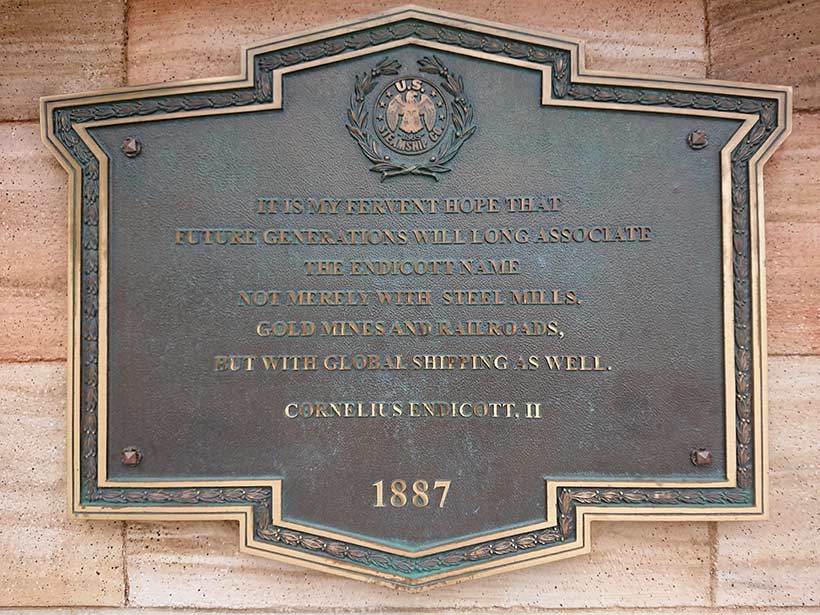 U.S.
STEAMSHIP CO
IT IS MY FERVENT HOPE THAT
FUTURE GENERATIONS WILL LONG ASSOCIATE
THE ENDICOTT NAME
NOT MERELY WITH STEEL MILLS,
GOLD MINES AND RAILROADS,
BUT WITH GLOBAL SHIPPING AS WELL.
CORNELIUS ENDICOTT, II
1887